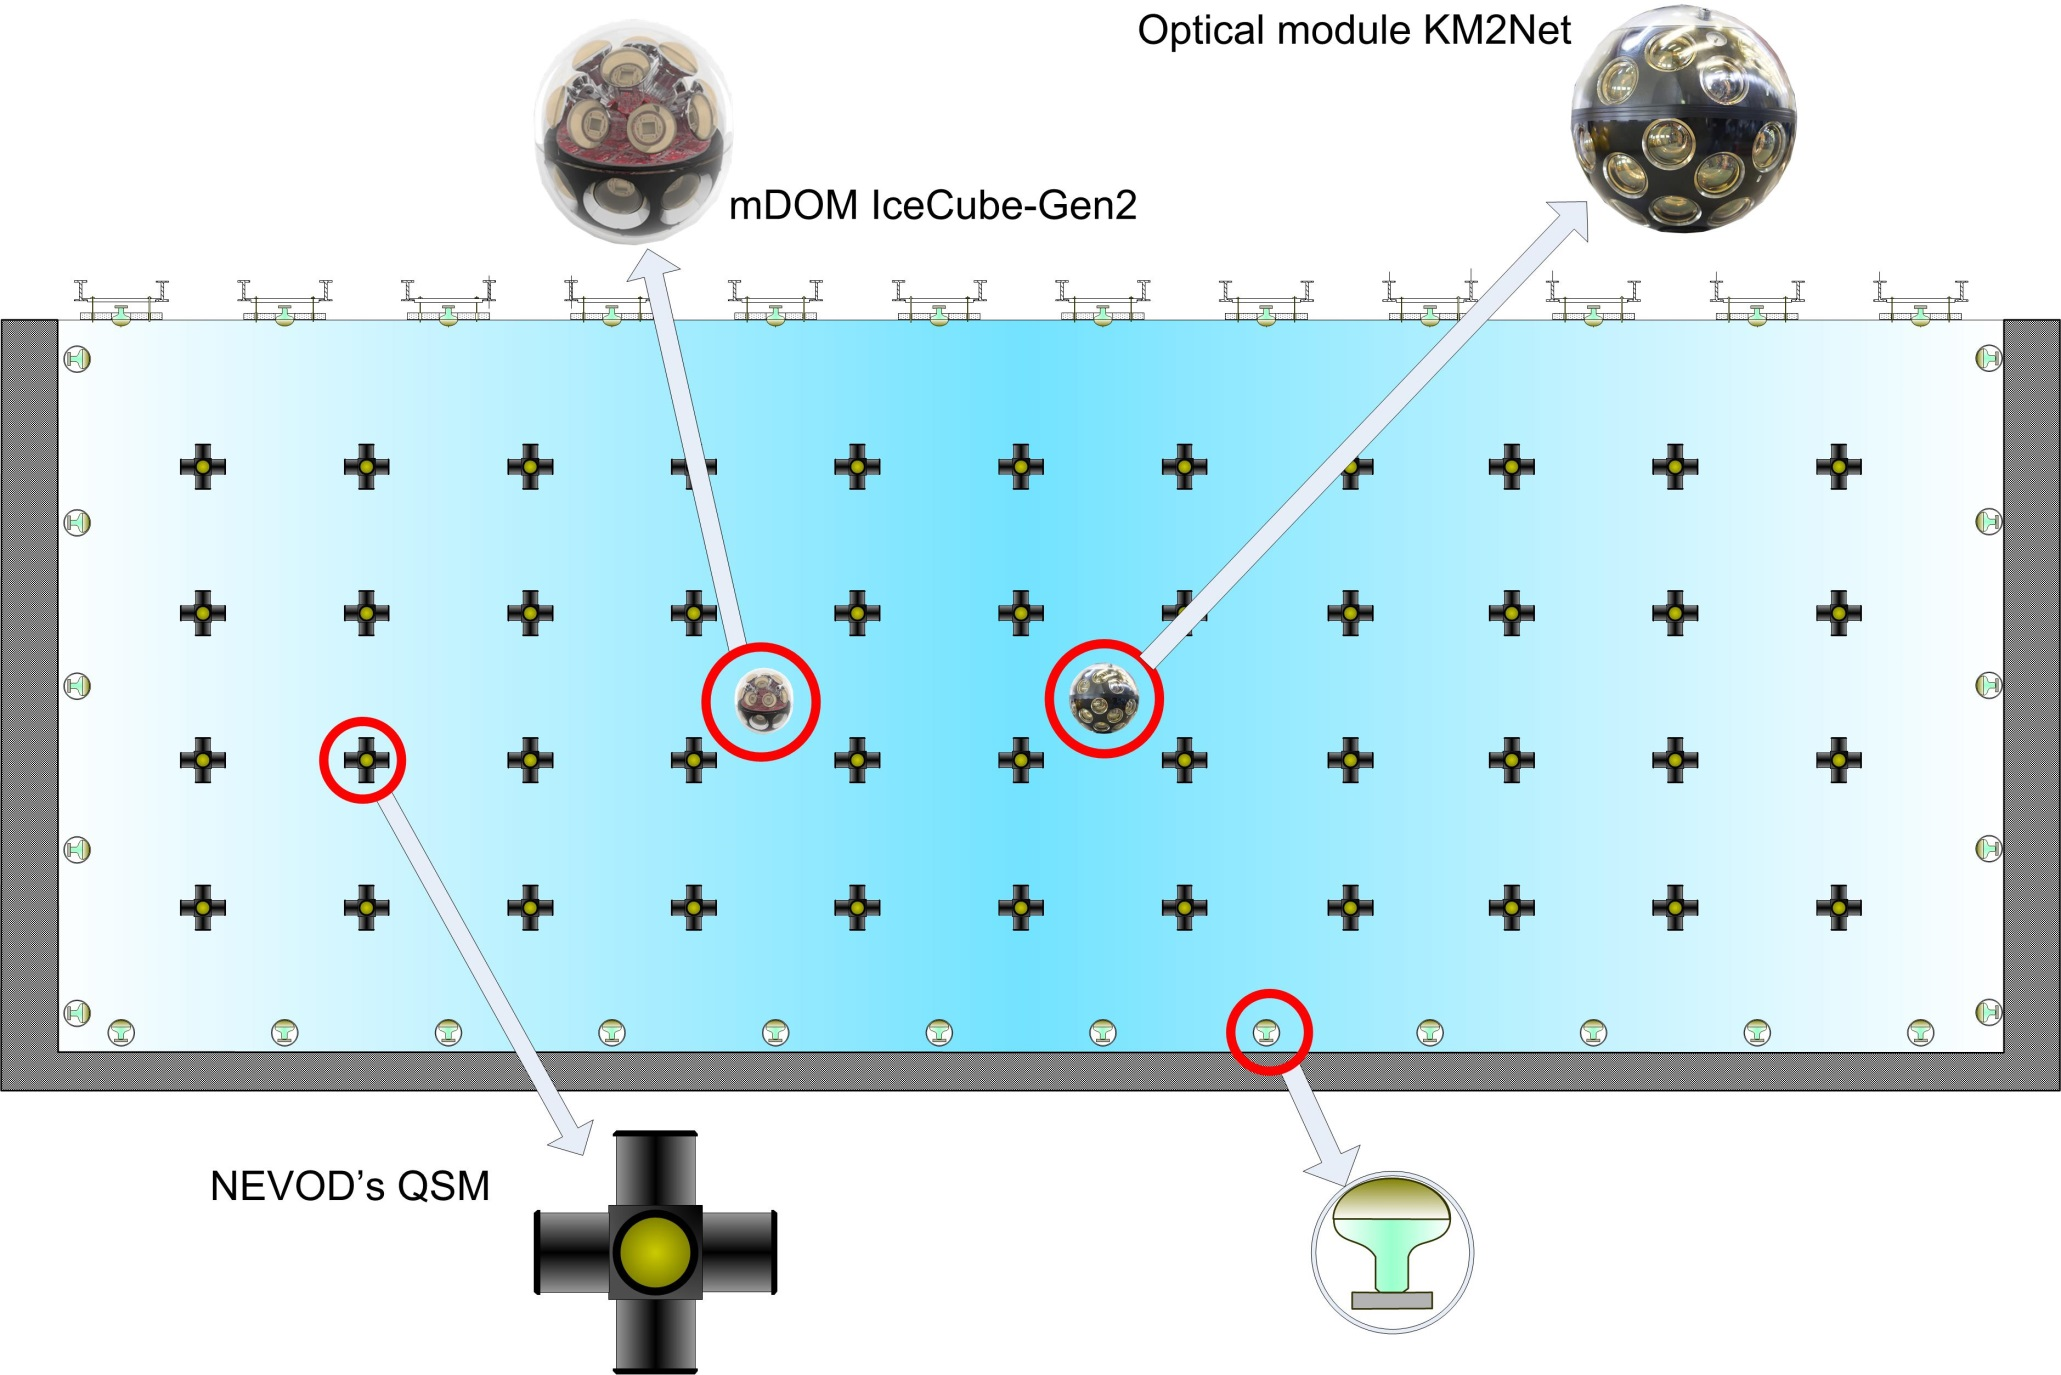 Optical module KM2Net
mDOM IceCube-Gen2
NEVOD’s QSM